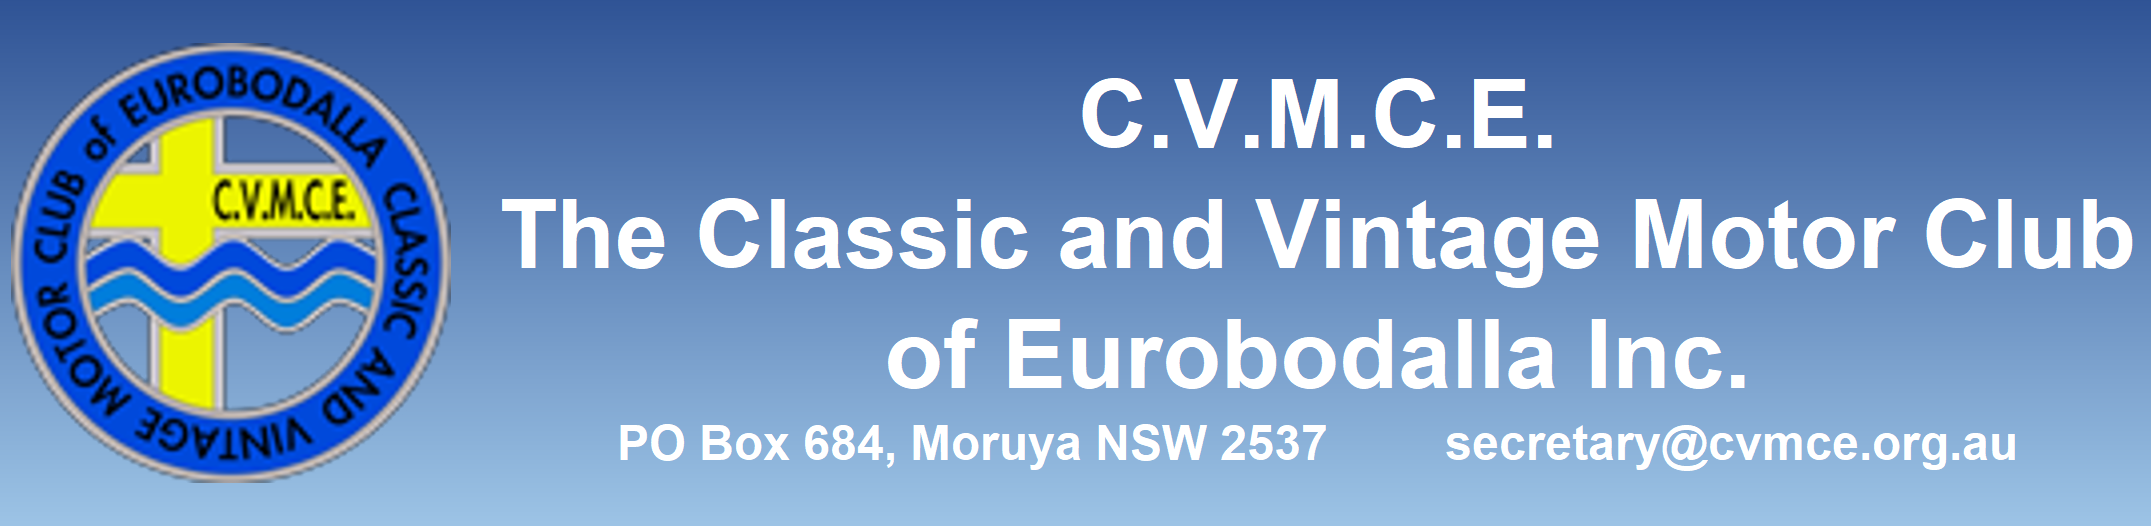 CLASSIC AND VINTAGE MOTOR CLUB of EUROBODALLA
C.V.M.C.E.
C.V.M.C.E.
The Classic and Vintage Motor Club
of Eurobodalla Inc.
PO Box 684, Moruya NSW 2537 secretary@cvmce.org.au